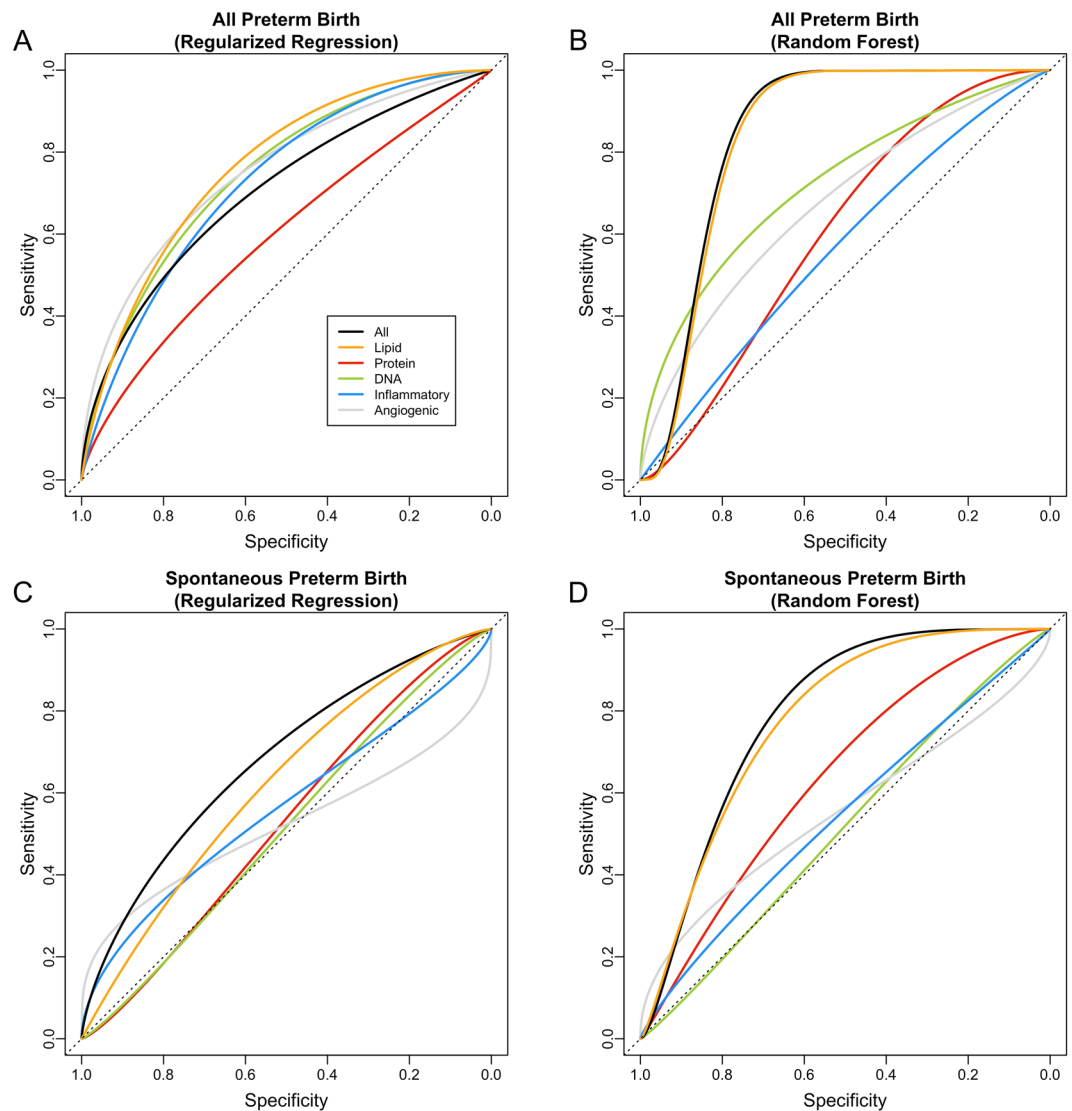 A
All Preterm Birth
(Regularized Regression)
Sensitivity
1.0
0.8
0.6
0.4
0.2
0.0
All
Lipid
Protein
DNA
Inflammatory
Angiogenic
1.0 0.8 0.6 0.4 0.2 0.0
Specificity
B
All Preterm Birth
(Random Forest)
Sensitivity
1.0
0.8
0.6
0.4
0.2
0.0
1.0 0.8 0.6 0.4 0.2 0.0
Specificity
C
Spontaneous Preterm Birth
(Regularized Regression)
Sensitivity
1.0
0.8
0.6
0.4
0.2
0.0
1.0 0.8 0.6 0.4 0.2 0.0
Specificity
D
Spontaneous Preterm Birth
(Random Forest)
Sensitivity
1.0
0.8
0.6
0.4
0.2
0.0
1.0 0.8 0.6 0.4 0.2 0.0
Specificity